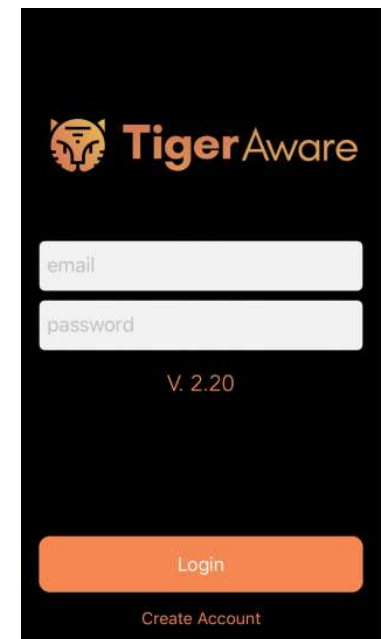 TigerAware
email
password
V. 2.20
Login
Create Account